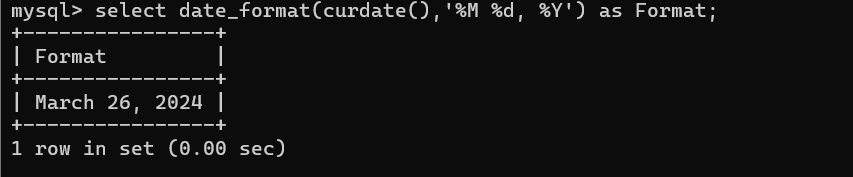 mysql> select date_format(curdate(),'%M %d, %Y') as Format;
+----------------+
| Format         |
+----------------+
| March 26, 2024 |
+----------------+
1 row in set (0.00 sec)